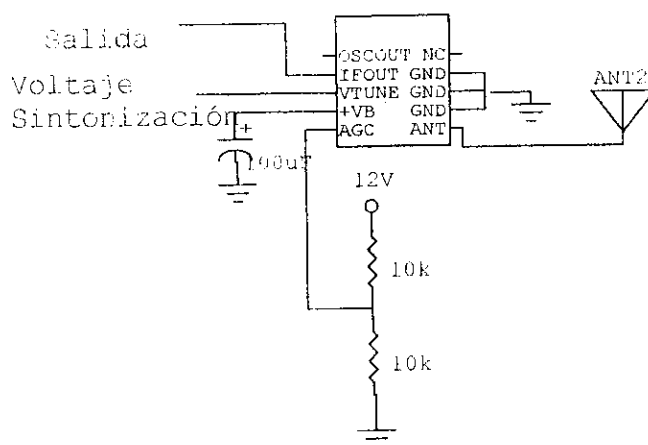 Salida
Voltaje
Sintonización
OSCOUT NC
IFOUT GND
VTUNE GND
+VB GND
AGC ANT
ANT2
+
100uF
12V
10k
10k